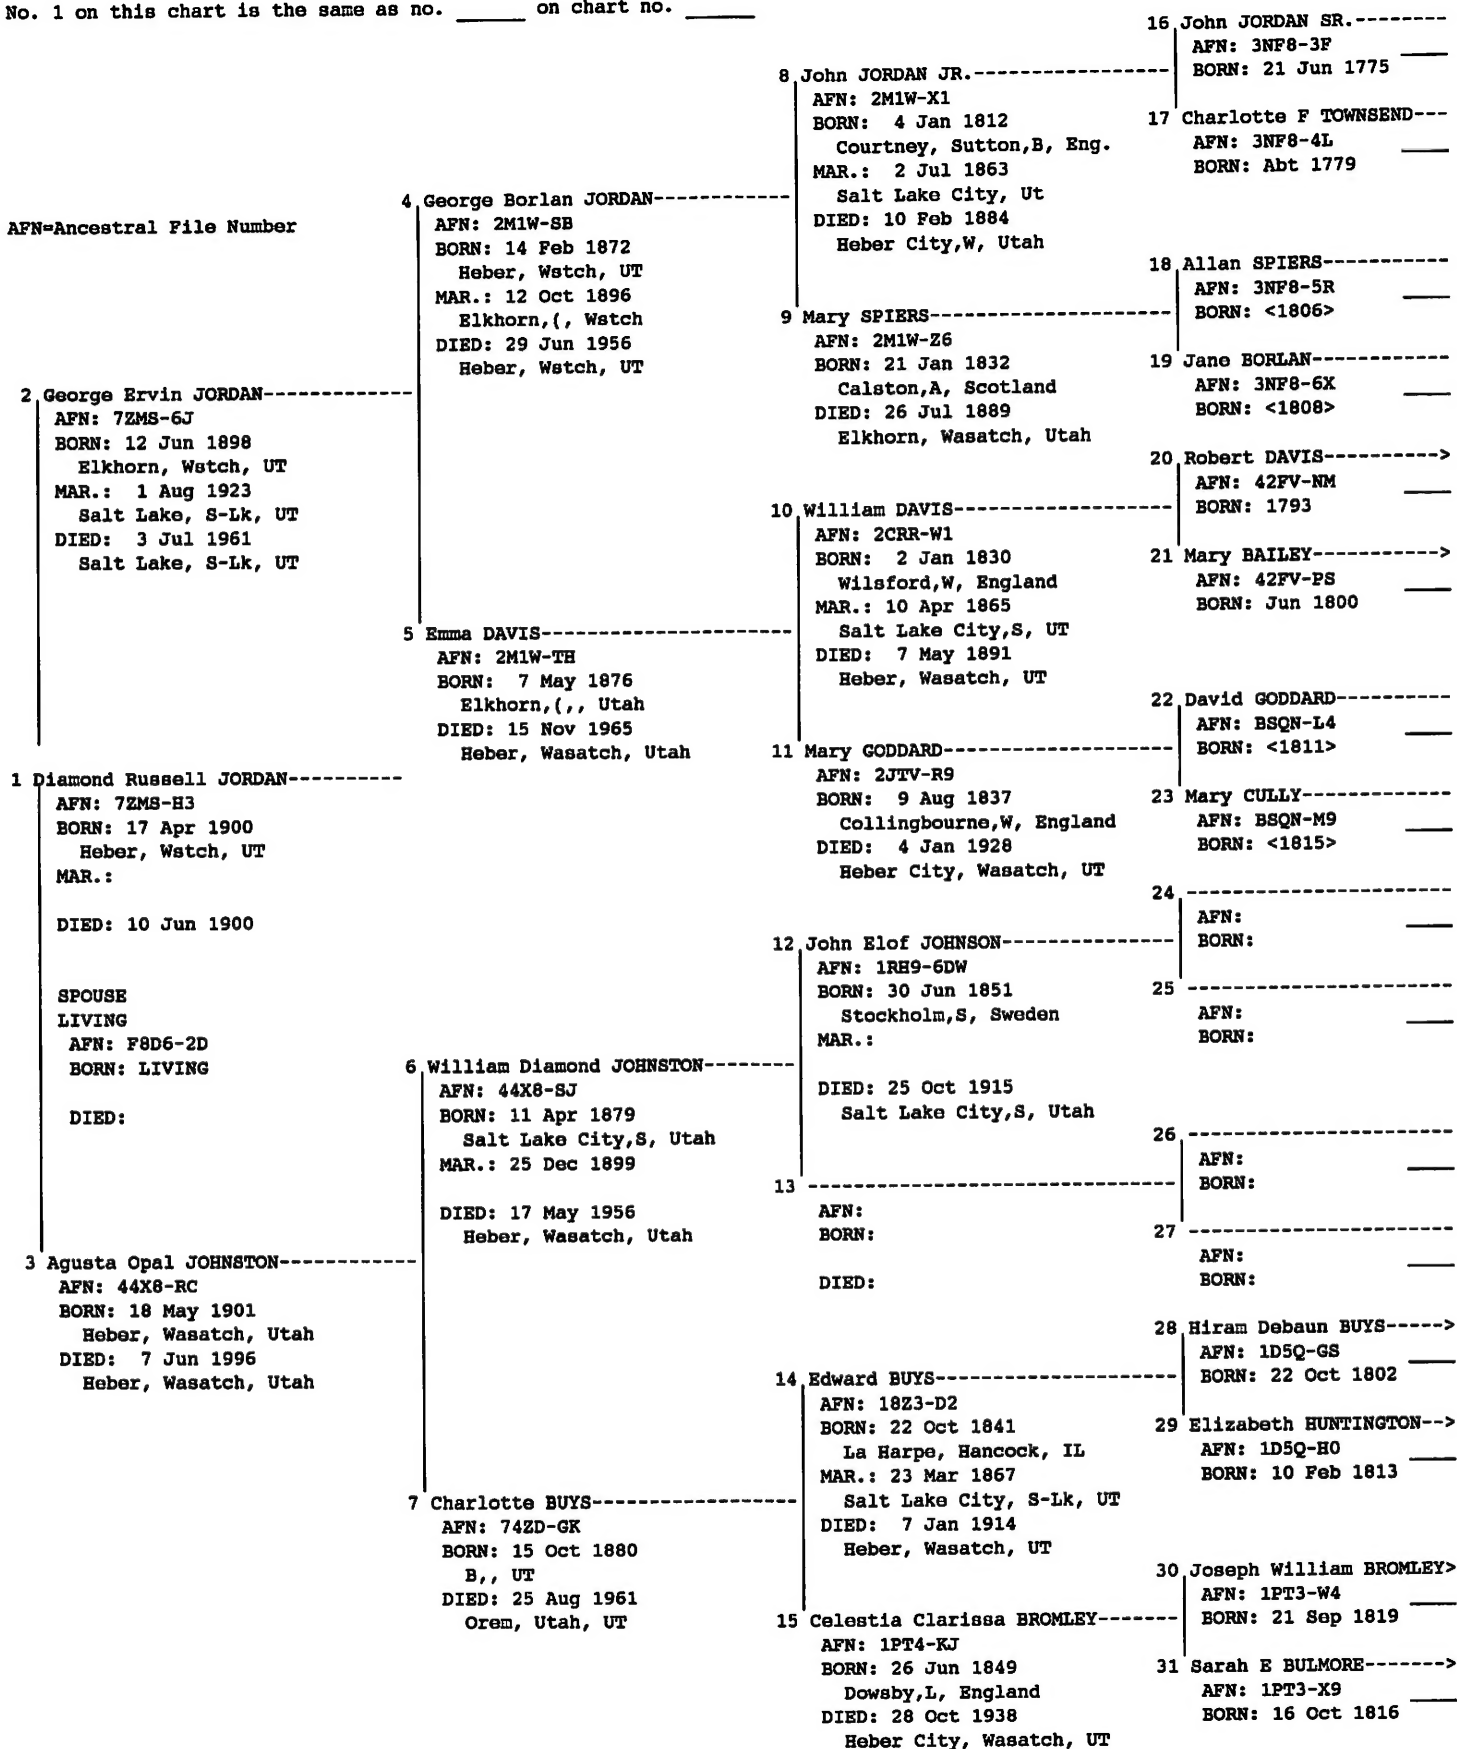 No. 1 on this chart is the same as no. ______ on chart no. ______
AFN=Ancestral File Number
1 Diamond Russell JORDAN----------
AFN: 7ZMS-H3
BORN: 17 Apr 1900
Heber, Wstch, UT
MAR.:
DIED: 10 Jun 1900
SPOUSE
LIVING
AFN: F8D6-2D
BORN: LIVING
DIED:
2 George Ervin JORDAN-------------
AFN: 7ZMS-6J
BORN: 12 Jun 1898
Elkhorn, Wstch, UT
MAR.: 1 Aug 1923
Salt Lake, S-Lk, UT
DIED: 3 Jul 1961
Salt Lake, S-Lk, UT
3 Agusta Opal JOHNSTON------------
AFN: 44X8-RC
BORN: 18 May 1901
Heber, Wasatch, Utah
DIED: 7 Jun 1996
Heber, Wasatch, Utah
4 George Borlan JORDAN------------
AFN: 2M1W-SB
BORN: 14 Feb 1872
Heber, Wstch, UT
MAR.: 12 Oct 1896
Elkhorn,(, Wstch
DIED: 29 Jun 1956
Heber, Wstch, UT
5 Emma DAVIS----------------------
AFN: 2M1W-TH
BORN: 7 May 1876
Elkhorn,(,, Utah
DIED: 15 Nov 1965
Heber, Wasatch, Utah
6 William Diamond JOHNSTON--------
AFN: 44X8-SJ
BORN: 11 Apr 1879
Salt Lake City,S, Utah
MAR.: 25 Dec 1899
DIED: 17 May 1956
Heber, Wasatch, Utah
7 Charlotte BUYS------------------
AFN: 74ZD-GK
BORN: 15 Oct 1880
B,, UT
DIED: 25 Aug 1961
Orem, Utah, UT
8 John JORDAN JR.-----------------
AFN: 2M1W-X1
BORN: 4 Jan 1812
Courtney, Sutton,B, Eng.
MAR.: 2 Jul 1863
Salt Lake City, Ut
DIED: 10 Feb 1884
Heber City,W, Utah
9 Mary SPIERS---------------------
AFN: 2M1W-Z6
BORN: 21 Jan 1832
Calston,A, Scotland
DIED: 26 Jul 1889
Elkhorn, Wasatch, Utah
10 William DAVIS-------------------
AFN: 2CRR-W1
BORN: 2 Jan 1830
Wilsford,W, England
MAR.: 10 Apr 1865
Salt Lake City,S, UT
DIED: 7 May 1891
Heber, Wasatch, UT
11 Mary GODDARD--------------------
AFN: 2JTV-R9
BORN: 9 Aug 1837
Collingbourne,W, England
DIED: 4 Jan 1928
Heber City, Wasatch, UT
12 John Elof JOHNSON---------------
AFN: 1RH9-6DW
BORN: 30 Jun 1851
Stockholm,S, Sweden
MAR.:
DIED: 25 Oct 1915
Salt Lake City,S, Utah
13 --------------------------------
AFN:
BORN:
DIED:
14 Edward BUYS---------------------
AFN: 18Z3-D2
BORN: 22 Oct 1841
La Harpe, Hancock, IL
MAR.: 23 Mar 1867
Salt Lake City, S-Lk, UT
DIED: 7 Jan 1914
Heber, Wasatch, UT
15 Celestia Clarissa BROMLEY-------
AFN: 1PT4-KJ
BORN: 26 Jun 1849
Dowsby,L, England
DIED: 28 Oct 1938
Heber City, Wasatch, UT
16 John JORDAN SR.--------
AFN: 3NF8-3F
BORN: 21 Jun 1775
17 Charlotte F TOWNSEND---
AFN: 3NF8-4L
BORN: Abt 1779
18 Allan SPIERS-----------
AFN: 3NF8-5R
BORN: <1806>
19 Jane BORLAN------------
AFN: 3NF8-6X
BORN: <1808>
20 Robert DAVIS---------->
AFN: 42FV-NM
BORN: 1793
21 Mary BAILEY----------->
AFN: 42FV-PS
BORN: Jun 1800
22 David GODDARD----------
AFN: BSQN-L4
BORN: <1811>
23 Mary CULLY-------------
AFN: BSQN-M9
BORN: <1815>
24 -----------------------
AFN:
BORN:
25 -----------------------
AFN:
BORN:
26 -----------------------
AFN:
BORN:
27 -----------------------
AFN:
BORN:
28 Hiram Debaun BUYS----->
AFN: 1D5Q-GS
BORN: 22 Oct 1802
29 Elizabeth HUNTINGTON-->
AFN: 1D5Q-H0
BORN: 10 Feb 1813
30 Joseph William BROMLEY>
AFN: 1PT3-W4
BORN: 21 Sep 1819
31 Sarah E BULMORE------->
AFN: 1PT3-X9
BORN: 16 Oct 1816